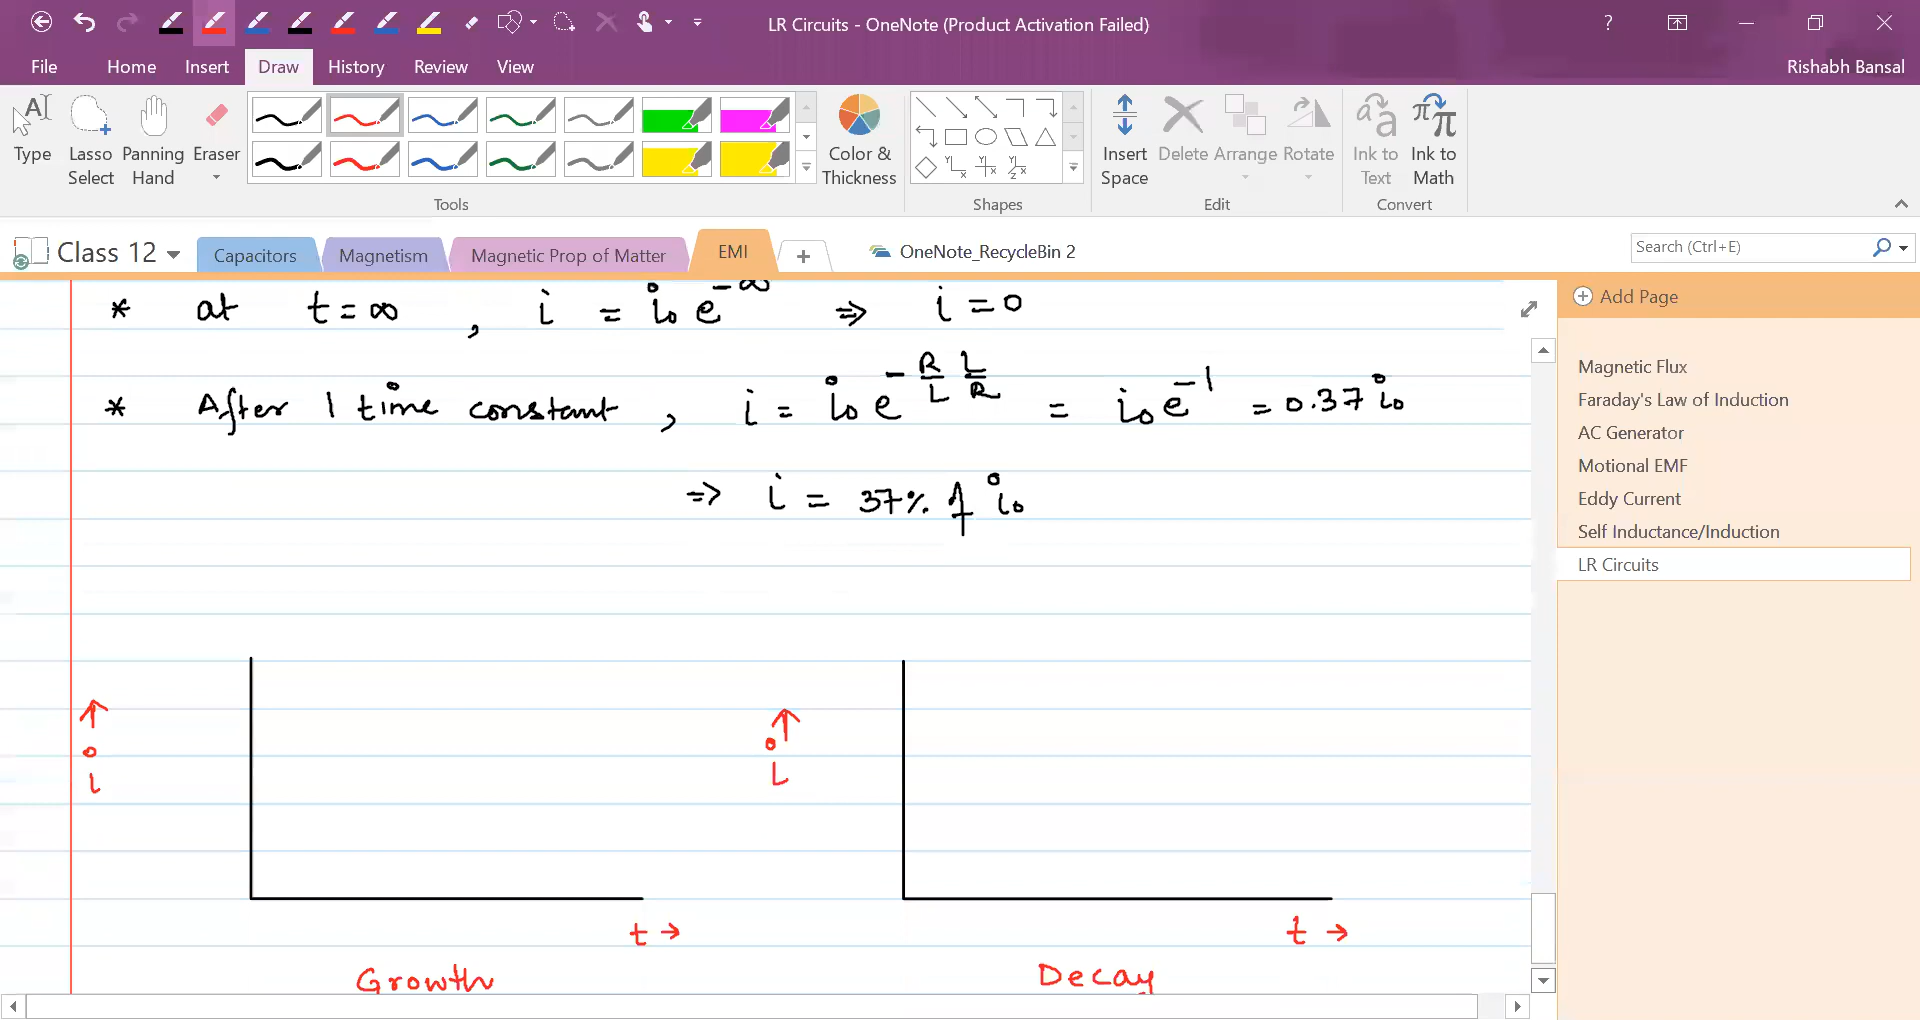 LR Circuits - OneNote (Product Activation Failed)
?
File Home Insert Draw History Review View
Rishabh Bansal
Type
Lasso Select
Panning Hand
Eraser
Color & Thickness
Insert Space
Delete Arrange Rotate
Ink to Text
Ink to Math
Tools
Shapes
Edit
Convert
Class 12
Capacitors
Magnetism
Magnetic Prop of Matter
EMI
+
OneNote_RecycleBin 2
Search (Ctrl+E)
Add Page
Magnetic Flux
Faraday's Law of Induction
AC Generator
Motional EMF
Eddy Current
Self Inductance/Induction
LR Circuits
* at t = ∞ , i = i₀ e^-∞ ⇒ i = 0
* After 1 time constant , i = i₀ e^(-R/L L/R) = i₀ e^-1 = 0.37 i₀
⇒ i = 37% of i₀
↑ i
↑ i
t →
t →
Growth
Decay